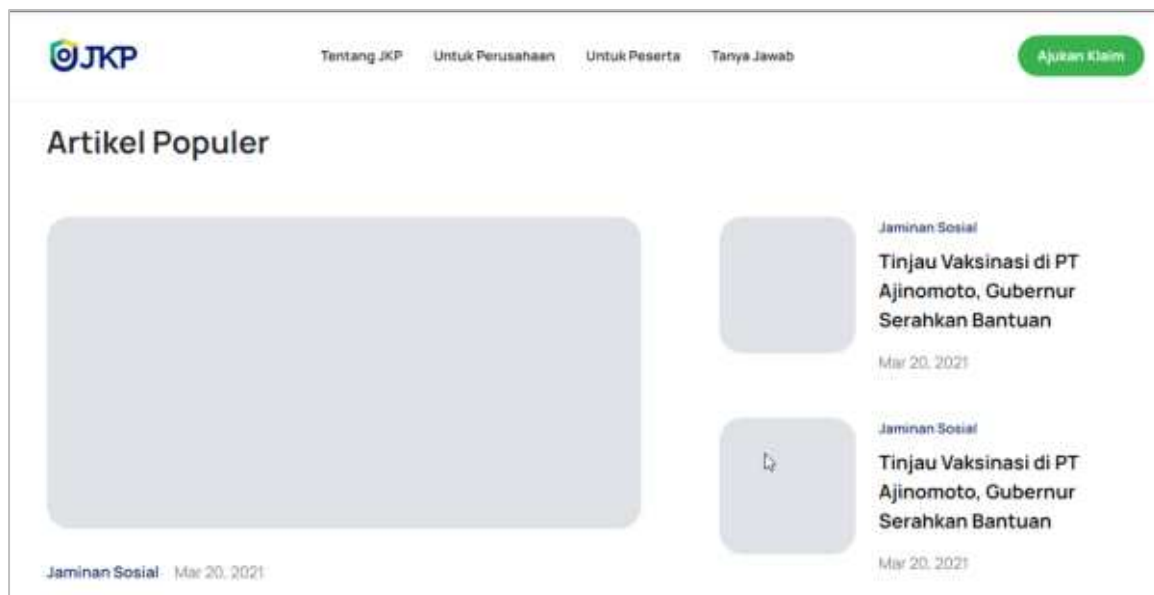 JKP
Tentang JKP
Untuk Perusahaan
Untuk Peserta
Tanya Jawab
Ajukan Klaim
Artikel Populer
Jaminan Sosial Mar 20, 2021
Jaminan Sosial
Tinjau Vaksinasi di PT
Ajinomoto, Gubernur
Serahkan Bantuan
Mar 20, 2021
Jaminan Sosial
Tinjau Vaksinasi di PT
Ajinomoto, Gubernur
Serahkan Bantuan
Mar 20, 2021